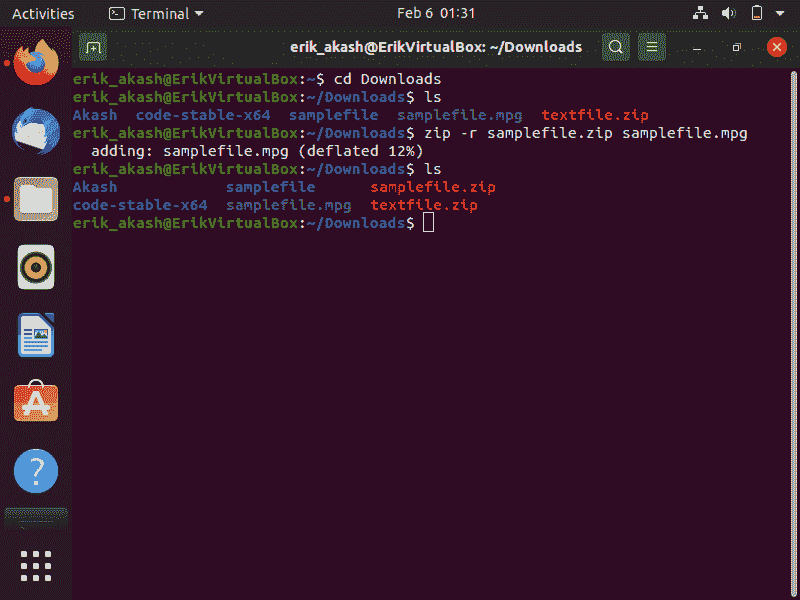 Activities Terminal Feb 6 01:31
erik_akash@ErikVirtualBox: ~/Downloads
erik_akash@ErikVirtualBox:~$ cd Downloads
erik_akash@ErikVirtualBox:~/Downloads$ ls
Akash  code-stable-x64  samplefile  samplefile.mpg  textfile.zip
erik_akash@ErikVirtualBox:~/Downloads$ zip -r samplefile.zip samplefile.mpg
  adding: samplefile.mpg (deflated 12%)
erik_akash@ErikVirtualBox:~/Downloads$ ls
Akash            samplefile      samplefile.zip
code-stable-x64  samplefile.mpg  textfile.zip
erik_akash@ErikVirtualBox:~/Downloads$